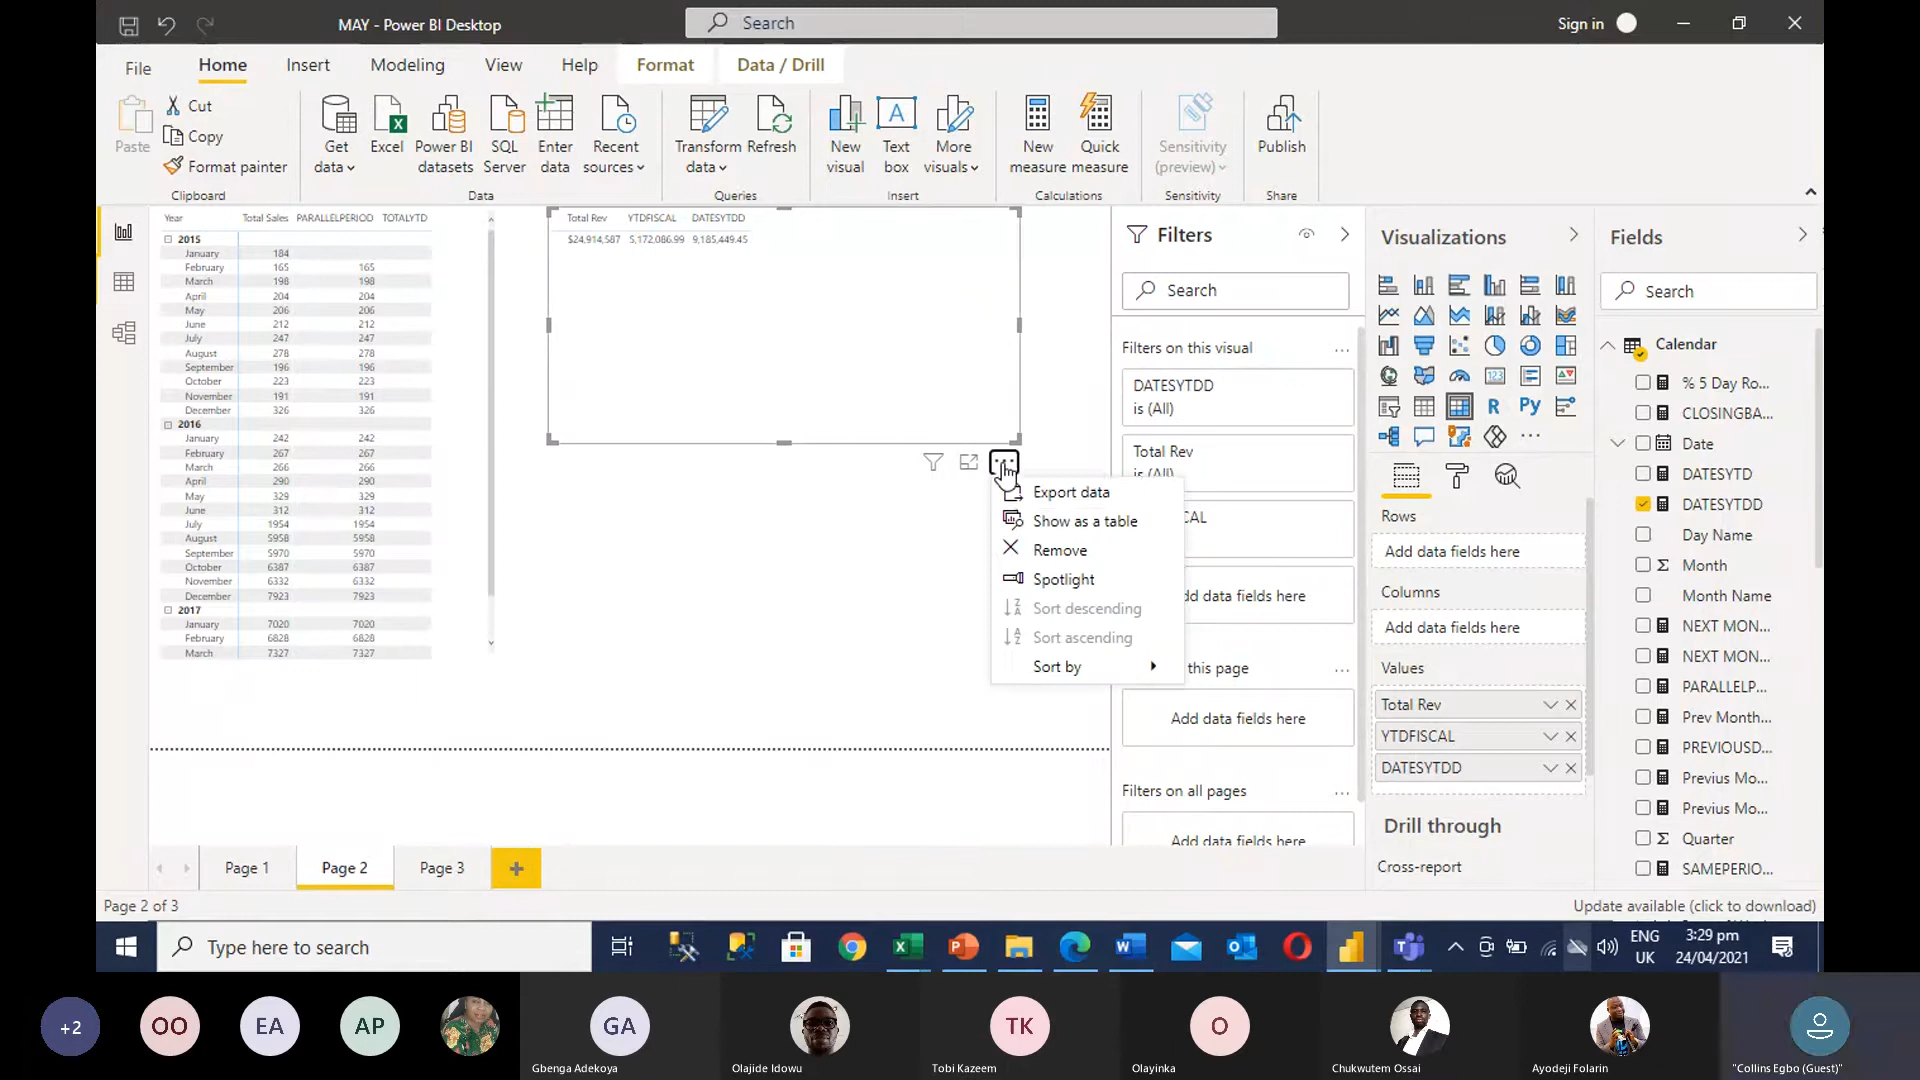 MAY - Power BI Desktop
Search
Sign in
File
Home
Insert
Modeling
View
Help
Format
Data / Drill
Paste
Cut
Copy
Format painter
Clipboard
Get data
Excel
Power BI datasets
SQL Server
Enter data
Recent sources
Data
Transform data
Refresh
Queries
New visual
Text box
More visuals
Insert
New measure
Quick measure
Calculations
Sensitivity (preview)
Sensitivity
Publish
Share
Year Total Sales PARALLELPERIOD TOTALYTD
2015
January 184
February 165 165
March 198 198
April 204 204
May 206 206
June 212 212
July 247 247
August 278 278
September 196 196
October 223 223
November 191 191
December 326 326
2016
January 242 242
February 267 267
March 266 266
April 290 290
May 329 329
June 312 312
July 1954 1954
August 5958 5958
September 5970 5970
October 6387 6387
November 6332 6332
December 7923 7923
2017
January 7020 7020
February 6828 6828
March 7327 7327
Total Rev YTDFISCAL DATESYTDD
$24,914,587 5,172,086.99 9,185,449.45
Export data
Show as a table
Remove
Spotlight
Sort descending
Sort ascending
Sort by
Filters
Search
Filters on this visual
DATESYTDD
is (All)
Total Rev
is (All)
CAL
dd data fields here
this page
Add data fields here
Filters on all pages
Add data fields here
Visualizations
R Py
Rows
Add data fields here
Columns
Add data fields here
Values
Total Rev
YTDFISCAL
DATESYTDD
Drill through
Cross-report
Fields
Search
Calendar
% 5 Day Ro...
CLOSINGBA...
Date
DATESYTD
DATESYTDD
Day Name
Month
Month Name
NEXT MON...
NEXT MON...
PARALLELP...
Prev Month...
PREVIOUSD...
Previus Mo...
Previus Mo...
Quarter
SAMEPERIO...
Page 1
Page 2
Page 3
Page 2 of 3
Update available (click to download)
Type here to search
ENG
UK
3:29 pm
24/04/2021
+2
OO
EA
AP
GA
TK
O
Gbenga Adekoya
Olajide Idowu
Tobi Kazeem
Olayinka
Chukwutem Ossai
Ayodeji Folarin
"Collins Egbo (Guest)"